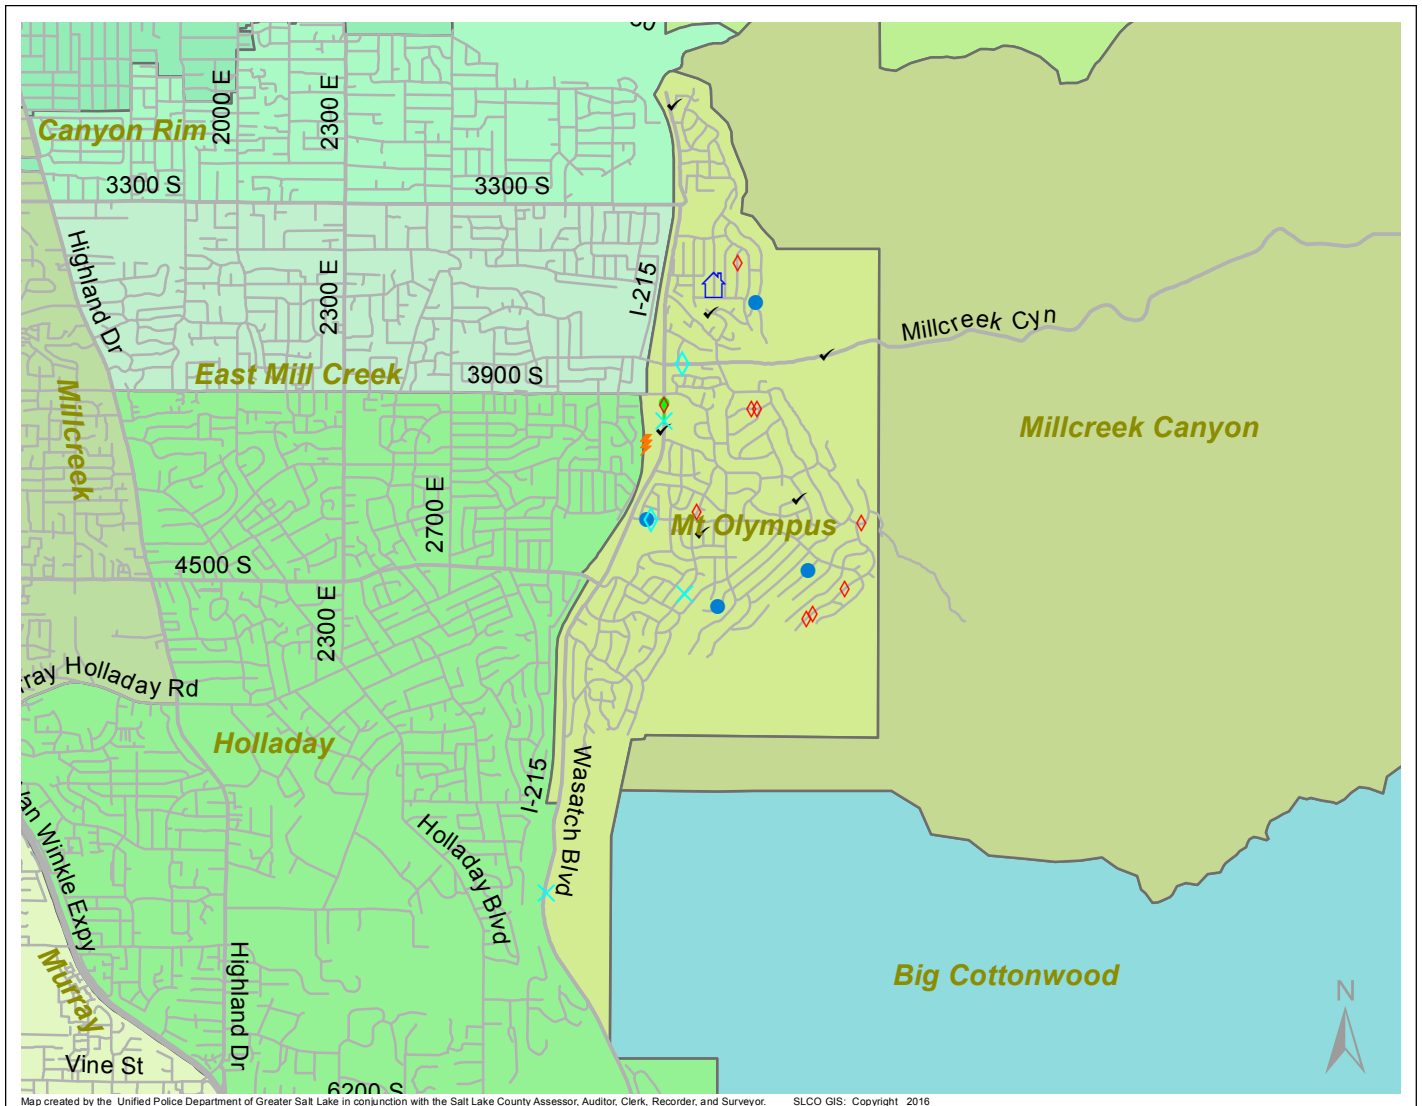 Canyon Rim
2000 E
2300 E
3300 S
3300 S
Highland Dr
2300 E
I-215
Millcreek Cyn
East Mill Creek
3900 S
Millcreek
Millcreek Canyon
2700 E
Mt Olympus
4500 S
2300 E
Holladay Rd
Holladay
I-215
Wasatch Blvd
Holladay Blvd
Winkle Expy
Murray
Highland Dr
Big Cottonwood
N
Vine St
6200 S
Map created by the Unified Police Department of Greater Salt Lake in conjunction with the Salt Lake County Assessor, Auditor, Clerk, Recorder, and Surveyor. SLCO GIS: Copyright 2016